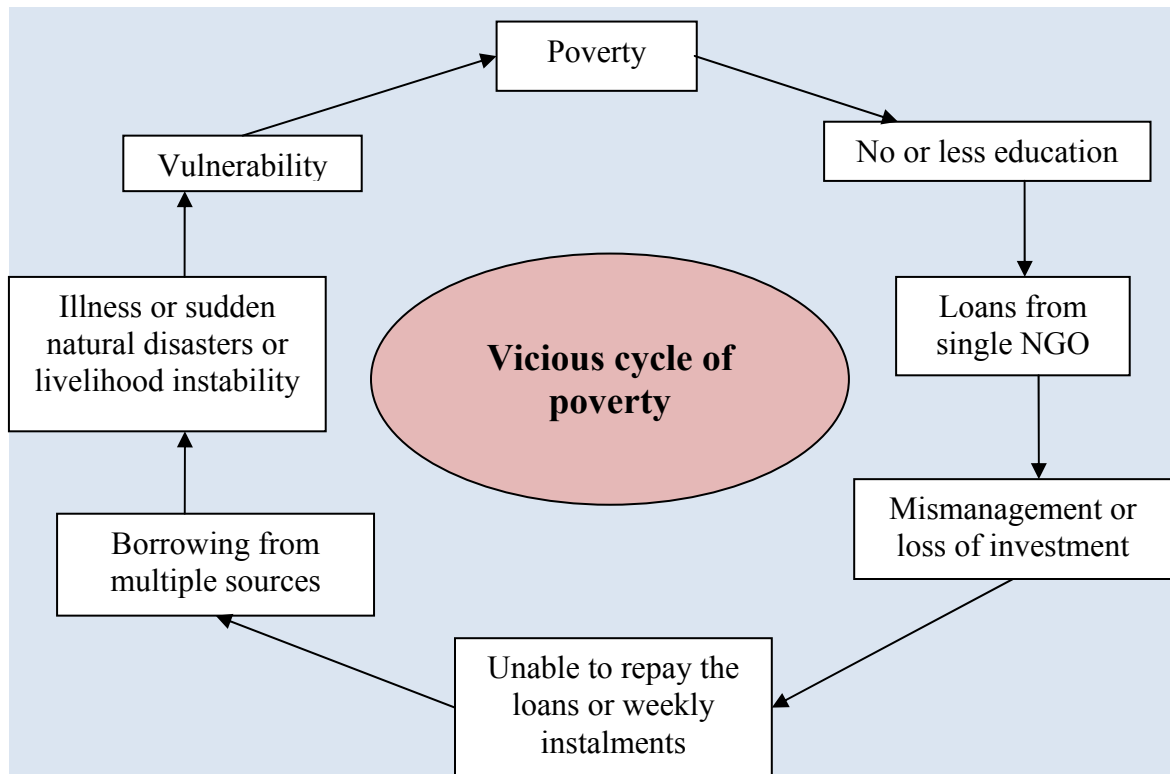 Poverty
No or less education
Loans from
single NGO
Mismanagement or
loss of investment
Unable to repay the
loans or weekly
instalments
Borrowing from
multiple sources
Illness or sudden
natural disasters or
livelihood instability
Vulnerability
Vicious cycle of
poverty